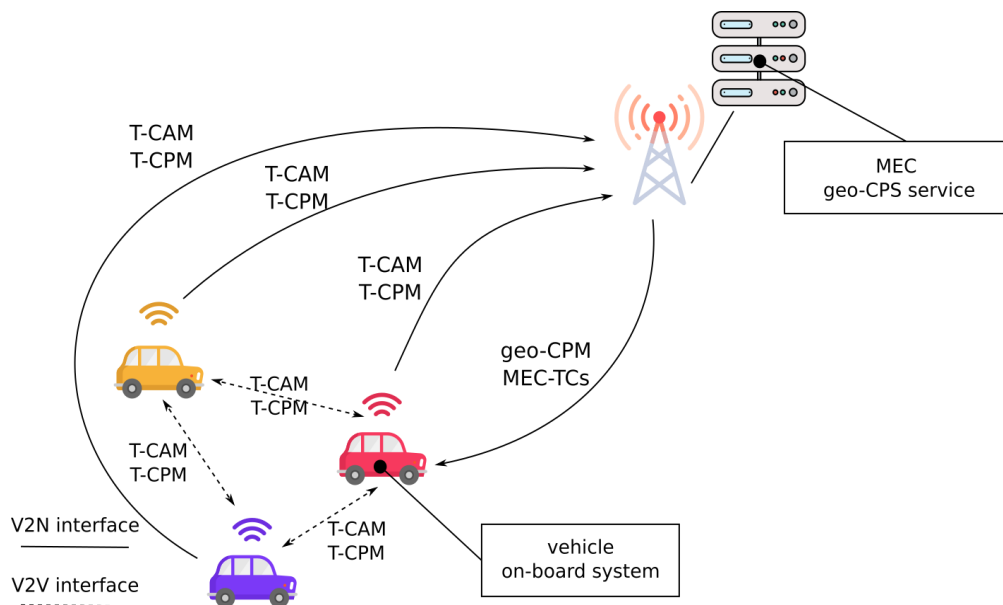 T-CAM
T-CPM
T-CAM
T-CPM
MEC
geo-CPS service
T-CAM
T-CPM
geo-CPM
MEC-TCs
T-CAM
T-CPM
T-CAM
T-CPM
V2N interface
T-CAM
T-CPM
vehicle
on-board system
V2V interface